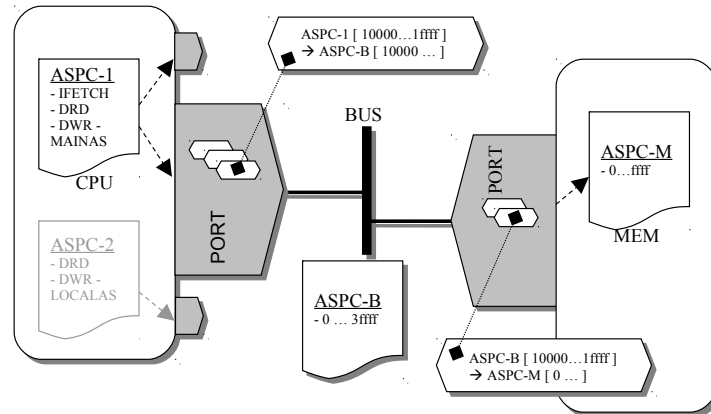 ASPC-1 [ 10000…1ffff]
→ ASPC-B [ 10000 … ]
ASPC-1
- IFETCH
- DRD
- DWR -
MAINAS
CPU
PORT
BUS
PORT
ASPC-M
- 0…ffff
MEM
ASPC-2
- DRD
- DWR -
LOCALAS
ASPC-B
- 0 … 3ffff
ASPC-B [10000…1ffff]
→ ASPC-M [ 0 … ]